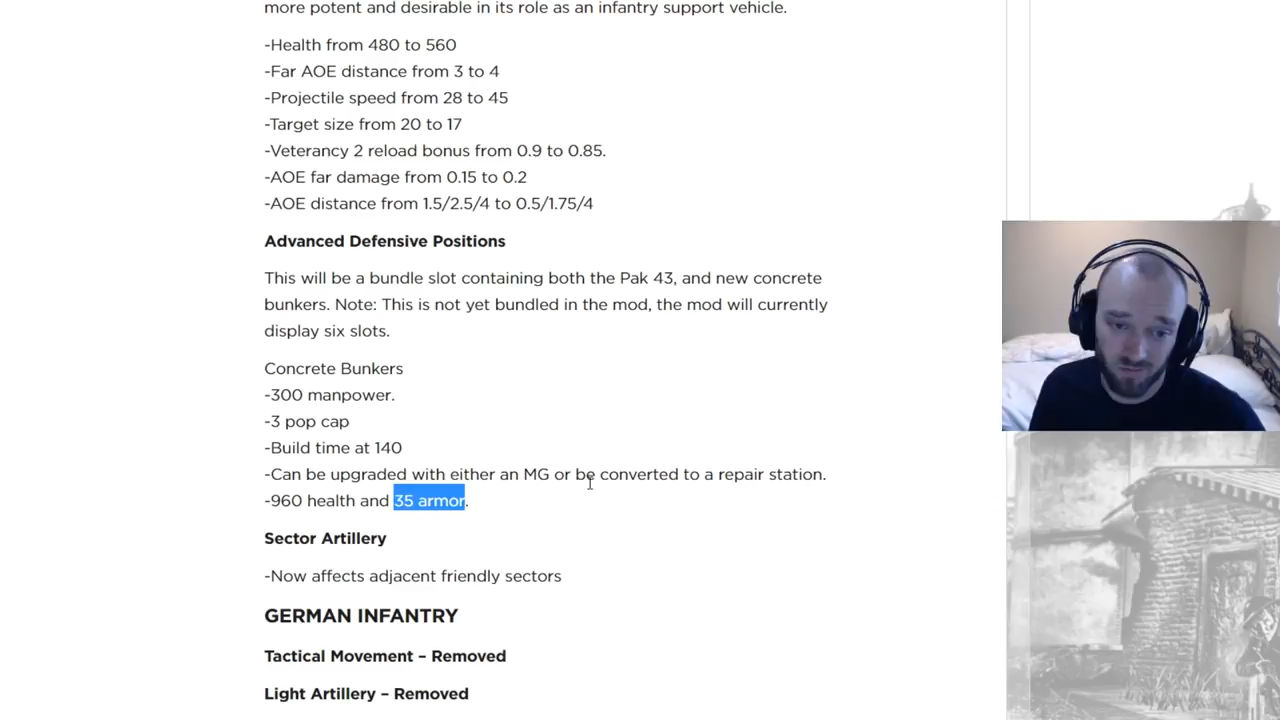 more potent and desirable in its role as an infantry support vehicle.
-Health from 480 to 560
-Far AOE distance from 3 to 4
-Projectile speed from 28 to 45
-Target size from 20 to 17
-Veterancy 2 reload bonus from 0.9 to 0.85.
-AOE far damage from 0.15 to 0.2
-AOE distance from 1.5/2.5/4 to 0.5/1.75/4
Advanced Defensive Positions
This will be a bundle slot containing both the Pak 43, and new concrete
bunkers. Note: This is not yet bundled in the mod, the mod will currently
display six slots.
Concrete Bunkers
-300 manpower.
-3 pop cap
-Build time at 140
-Can be upgraded with either an MG or be converted to a repair station.
-960 health and 35 armor.
Sector Artillery
-Now affects adjacent friendly sectors
GERMAN INFANTRY
Tactical Movement – Removed
Light Artillery – Removed